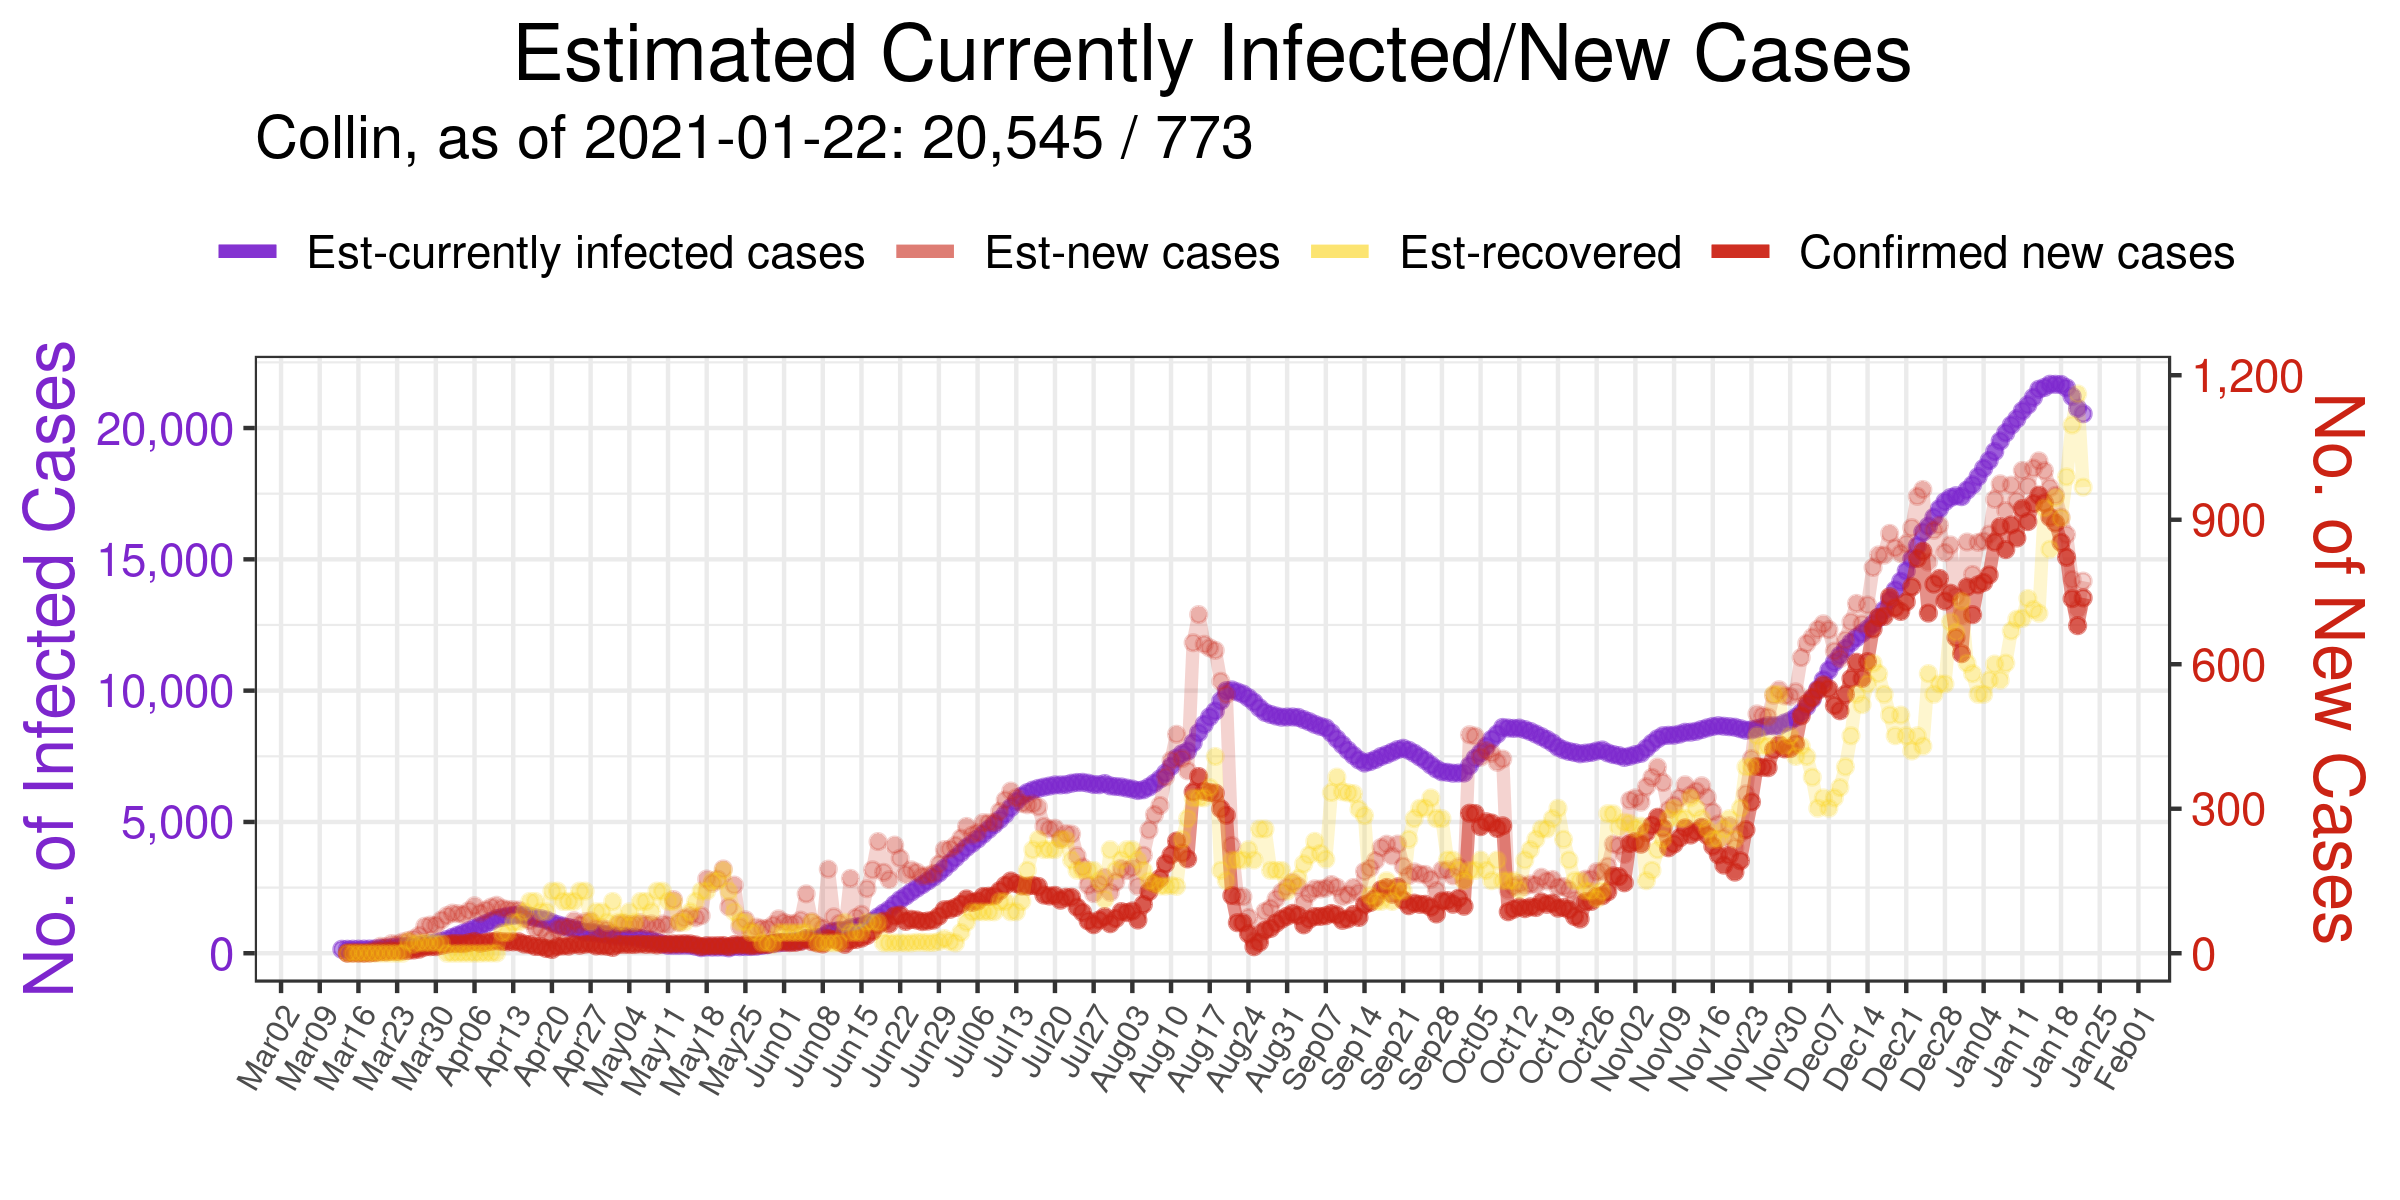 Estimated Currently Infected/New Cases
Collin, as of 2021-01-22: 20,545 / 773
Est-currently infected cases Est-new cases Est-recovered Confirmed new cases
No. of Infected Cases
20,000
15,000
10,000
5,000
0
1,200
900
600
300
0
No. of New Cases
Mar02 Mar09 Mar16 Mar23 Mar30 Apr06 Apr13 Apr20 Apr27 May04 May11 May18 May25 Jun01 Jun08 Jun15 Jun22 Jun29 Jul06 Jul13 Jul20 Jul27 Aug03 Aug10 Aug17 Aug24 Aug31 Sep07 Sep14 Sep21 Sep28 Oct05 Oct12 Oct19 Oct26 Nov02 Nov09 Nov16 Nov23 Nov30 Dec07 Dec14 Dec21 Dec28 Jan04 Jan11 Jan18 Jan25 Feb01